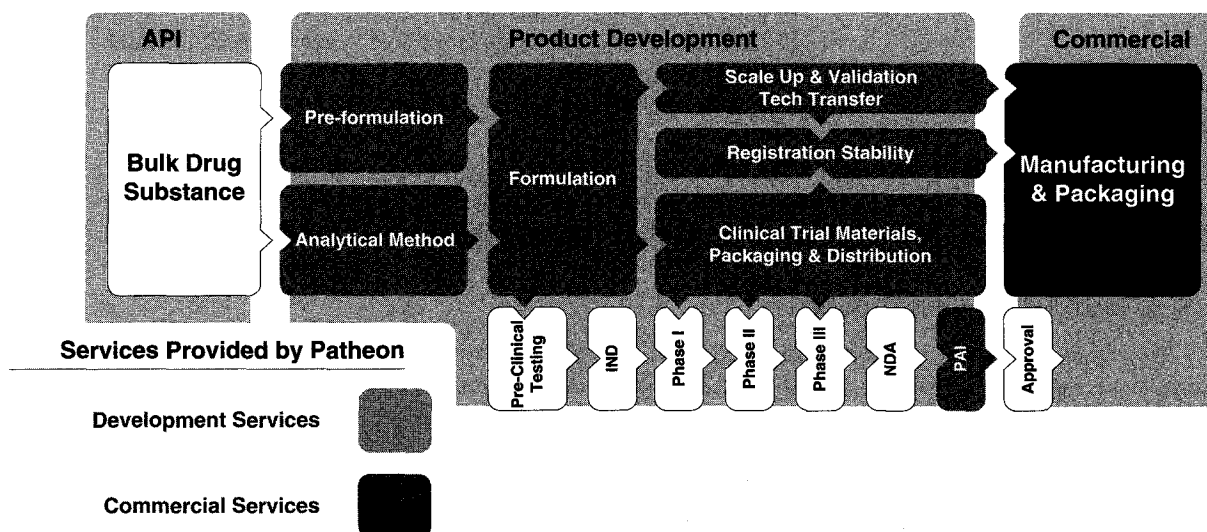 API
Product Development
Commercial
Bulk Drug
Substance
Pre-formulation
Analytical Method
Formulation
Scale Up & Validation
Tech Transfer
Registration Stability
Clinical Trial Materials,
Packaging & Distribution
Manufacturing
& Packaging
Pre-Clinical
Testing
IND
Phase I
Phase II
Phase III
NDA
PAI
Approval
Services Provided by Patheon
Development Services
Commercial Services